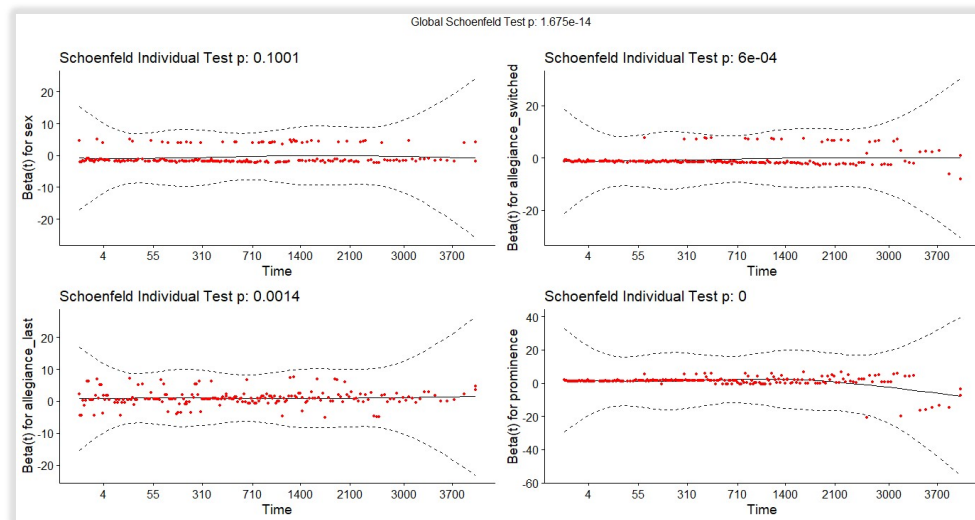 Global Schoenfeld Test p: 1.675e-14
Schoenfeld Individual Test p: 0.1001
Beta(t) for sex
20
10
0
-10
-20
4 55 310 710 1400 2100 3000 3700
Time
Schoenfeld Individual Test p: 6e-04
Beta(t) for allegiance_switched
20
0
-20
4 55 310 710 1400 2100 3000 3700
Time
Schoenfeld Individual Test p: 0.0014
Beta(t) for allegiance_last
20
10
0
-10
-20
4 55 310 710 1400 2100 3000 3700
Time
Schoenfeld Individual Test p: 0
Beta(t) for prominence
40
20
0
-20
-40
-60
4 55 310 710 1400 2100 3000 3700
Time